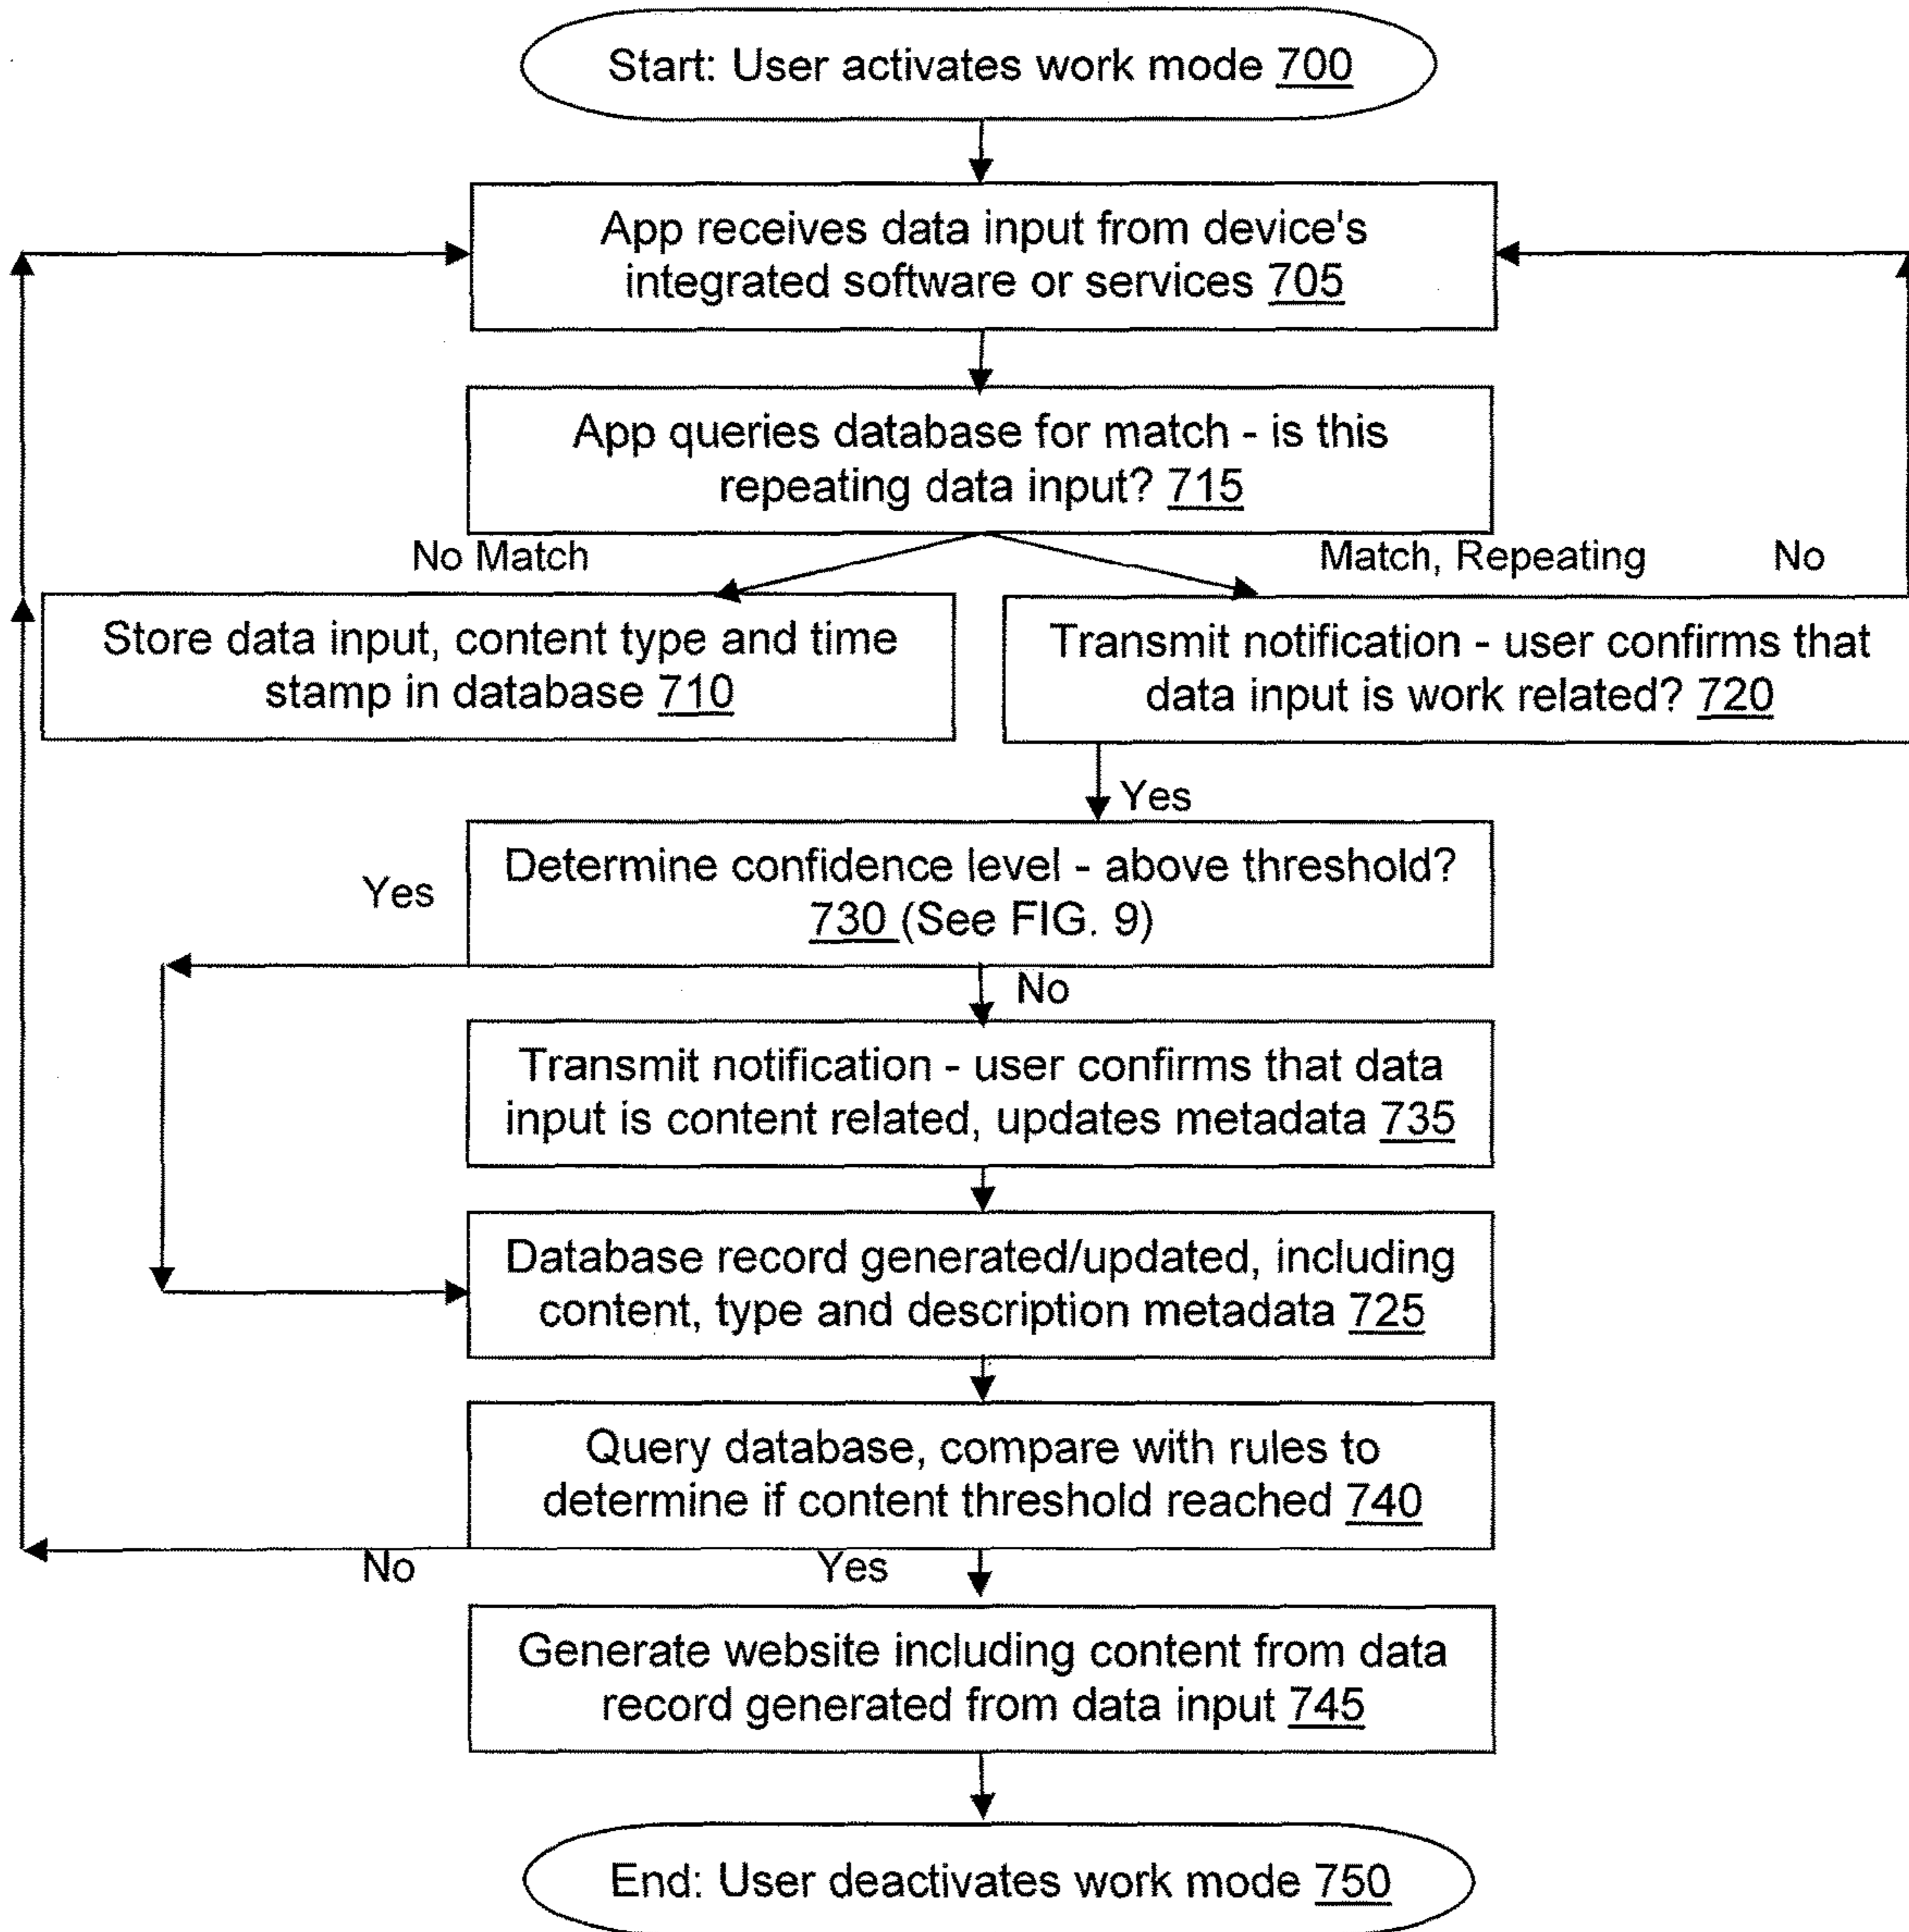 Start: User activates work mode 700
App receives data input from device's
integrated software or services 705
App queries database for match - is this
repeating data input? 715
No Match
Match, Repeating
No
Store data input, content type and time
stamp in database 710
Transmit notification - user confirms that
data input is work related? 720
Yes
Determine confidence level - above threshold?
730 (See FIG. 9)
Yes
No
Transmit notification - user confirms that data
input is content related, updates metadata 735
Database record generated/updated, including
content, type and description metadata 725
Query database, compare with rules to
determine if content threshold reached 740
No
Yes
Generate website including content from data
record generated from data input 745
End: User deactivates work mode 750